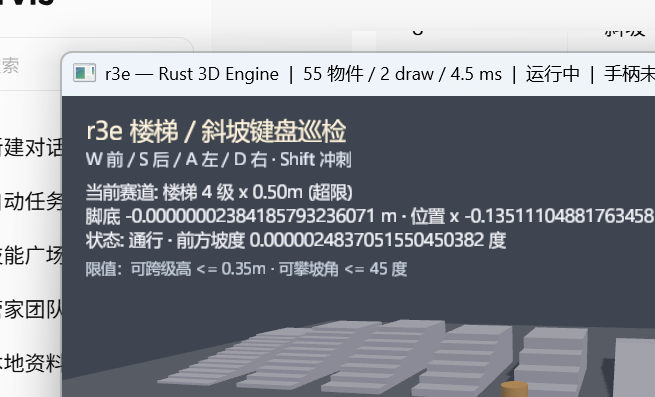 索
r3e — Rust 3D Engine | 55 物件 / 2 draw / 4.5 ms | 运行中 | 手柄未
r3e 楼梯 / 斜坡键盘巡检
W 前 / S 后 / A 左 / D 右 · Shift 冲刺
建对话
当前赛道: 楼梯 4 级 x 0.50m (超限)
动任务
脚底 -0.00000002384185793236071 m · 位置 x -0.13511104881763458
状态: 通行 · 前方坡度 0.0000024837051550450382 度
能广场
限值: 可跨级高 <= 0.35m · 可攀坡角 <= 45 度
家团队
地资料